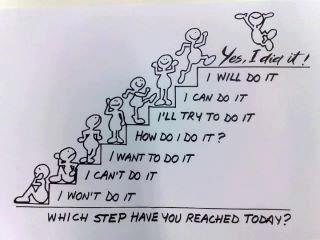 Yes, I did it!
I WILL DO IT
I CAN DO IT
I'LL TRY TO DO IT
HOW DO I DO IT?
I WANT TO DO IT
I CAN'T DO IT
I WON'T DO IT
WHICH STEP HAVE YOU REACHED TODAY?